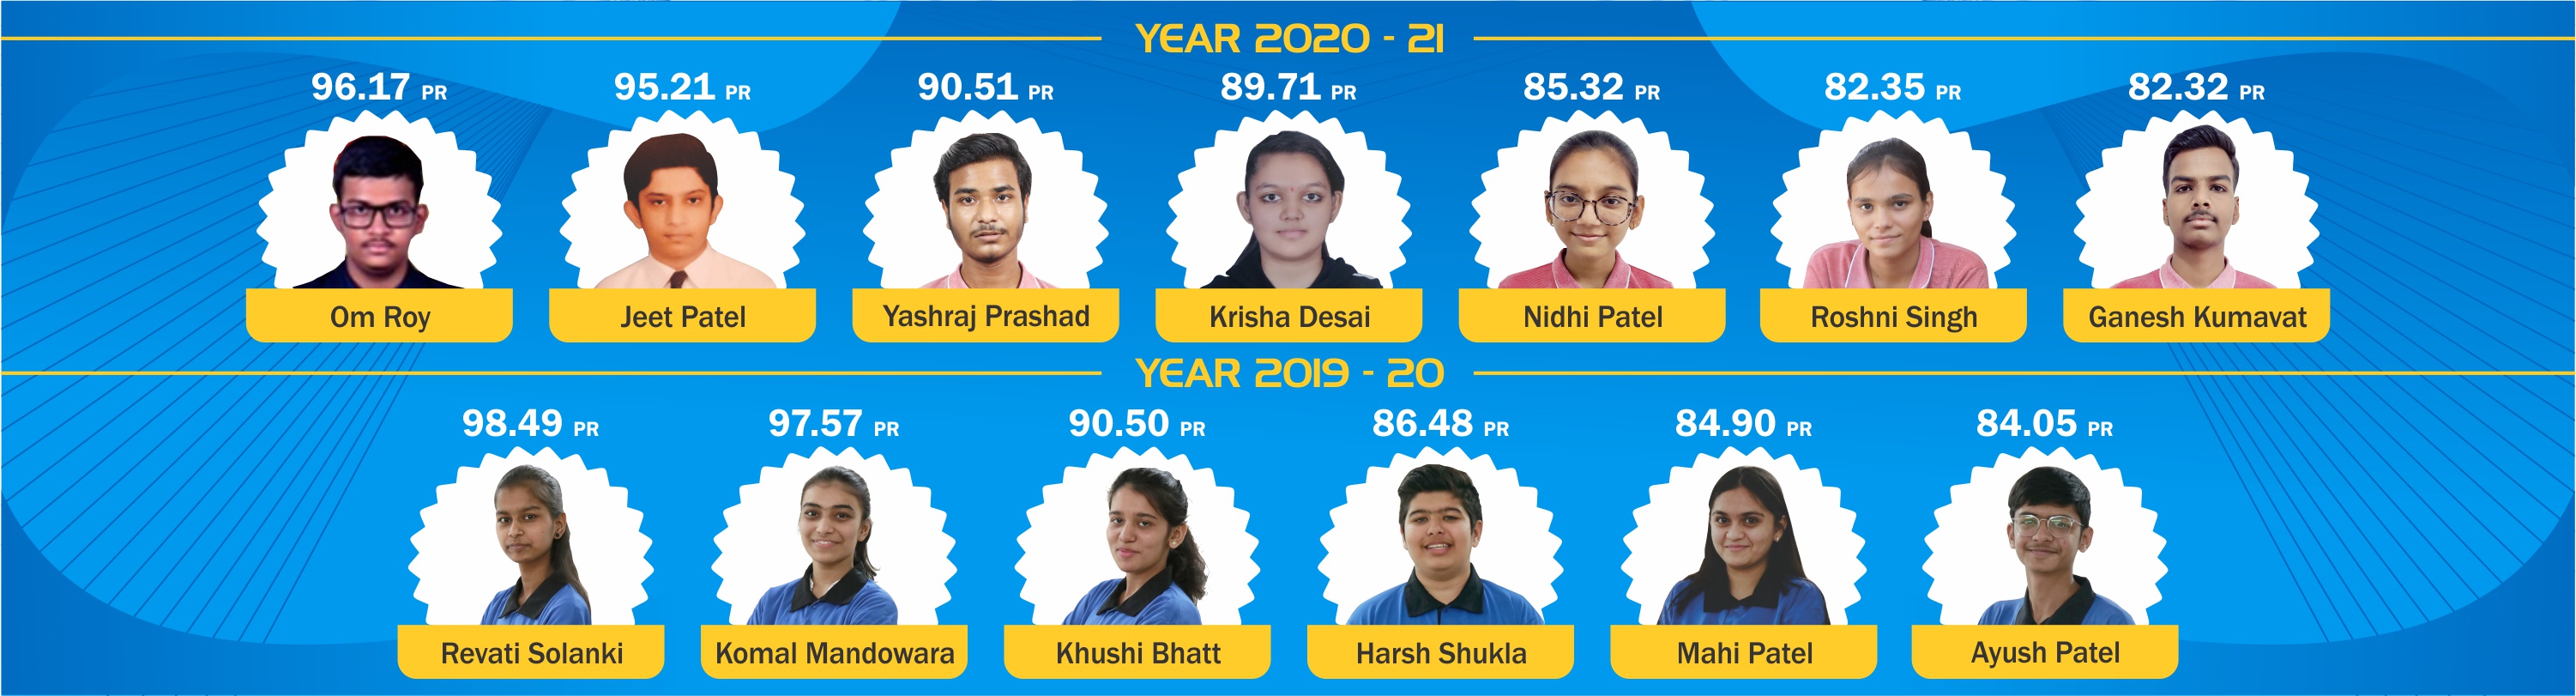 YEAR 2020 - 21
96.17 PR
95.21 PR
90.51 PR
89.71 PR
85.32 PR
82.35 PR
82.32 PR
Om Roy
Jeet Patel
Yashraj Prashad
Krisha Desai
Nidhi Patel
Roshni Singh
Ganesh Kumavat
YEAR 2019 - 20
98.49 PR
97.57 PR
90.50 PR
86.48 PR
84.90 PR
84.05 PR
Revati Solanki
Komal Mandowara
Khushi Bhatt
Harsh Shukla
Mahi Patel
Ayush Patel